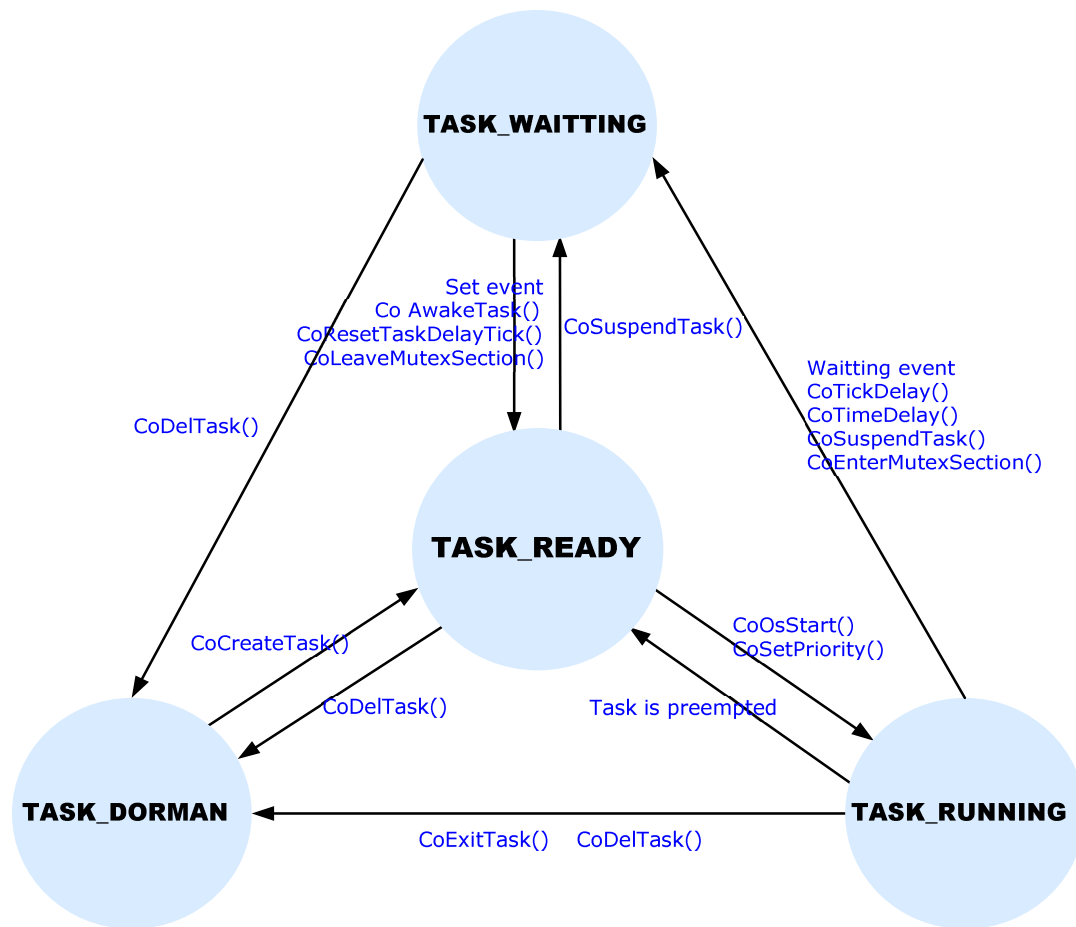 TASK_WAITTING
Set event
Co AwakeTask()
CoResetTaskDelayTick()
CoLeaveMutexSection()
CoSuspendTask()
Waitting event
CoTickDelay()
CoTimeDelay()
CoSuspendTask()
CoEnterMutexSection()
CoDelTask()
TASK_READY
CoCreateTask()
CoOsStart()
CoSetPriority()
CoDelTask()
Task is preempted
TASK_DORMAN
TASK_RUNNING
CoExitTask() CoDelTask()